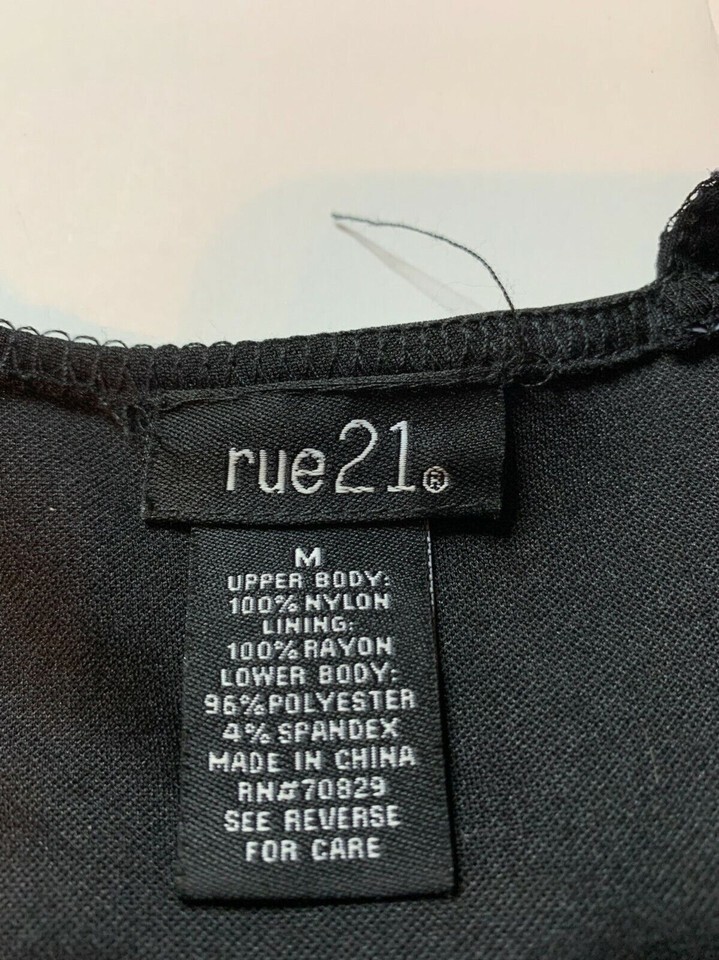 rue21®
M
UPPER BODY:
100% NYLON
LINING:
100% RAYON
LOWER BODY:
96% POLYESTER
4% SPANDEX
MADE IN CHINA
RN#70829
SEE REVERSE
FOR CARE